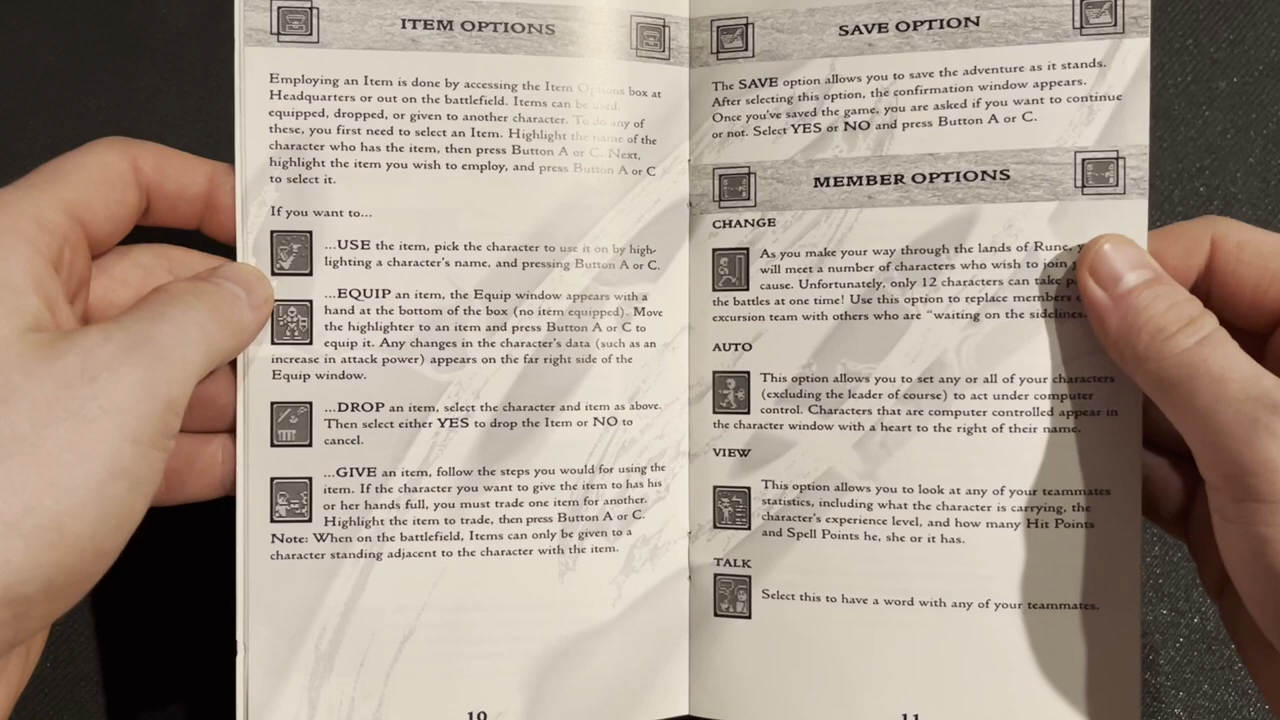 ITEM OPTIONS
Employing an Item is done by accessing the Item Options box at
Headquarters or out on the battlefield. Items can be used,
equipped, dropped, or given to another character. To do any of
these, you first need to select an Item. Highlight the name of the
character who has the item, then press Button A or C. Next,
highlight the item you wish to employ, and press Button A or C
to select it.
If you want to...
...USE the item, pick the character to use it on by high-
lighting a character's name, and pressing Button A or C.
...EQUIP an item, the Equip window appears with a
hand at the bottom of the box (no item equipped). Move
the highlighter to an item and press Button A or C to
equip it. Any changes in the character's data (such as an
increase in attack power) appears on the far right side of the
Equip window.
...DROP an item, select the character and item as above.
Then select either YES to drop the Item or NO to
cancel.
...GIVE an item, follow the steps you would for using the
item. If the character you want to give the item to has his
or her hands full, you must trade one item for another.
Highlight the item to trade, then press Button A or C.
Note: When on the battlefield, Items can only be given to a
character standing adjacent to the character with the item.
10
SAVE OPTION
The SAVE option allows you to save the adventure as it stands.
After selecting this option, the confirmation window appears.
Once you've saved the game, you are asked if you want to continue
or not. Select YES or NO and press Button A or C.
MEMBER OPTIONS
CHANGE
As you make your way through the lands of Rune,
will meet a number of characters who wish to join
cause. Unfortunately, only 12 characters can take
the battles at one time! Use this option to replace members
excursion team with others who are "waiting on the sidelines.
AUTO
This option allows you to set any or all of your characters
(excluding the leader of course) to act under computer
control. Characters that are computer controlled appear in
the character window with a heart to the right of their name.
VIEW
This option allows you to look at any of your teammates
statistics, including what the character is carrying, the
character's experience level, and how many Hit Points
and Spell Points he, she or it has.
TALK
Select this to have a word with any of your teammates.
11